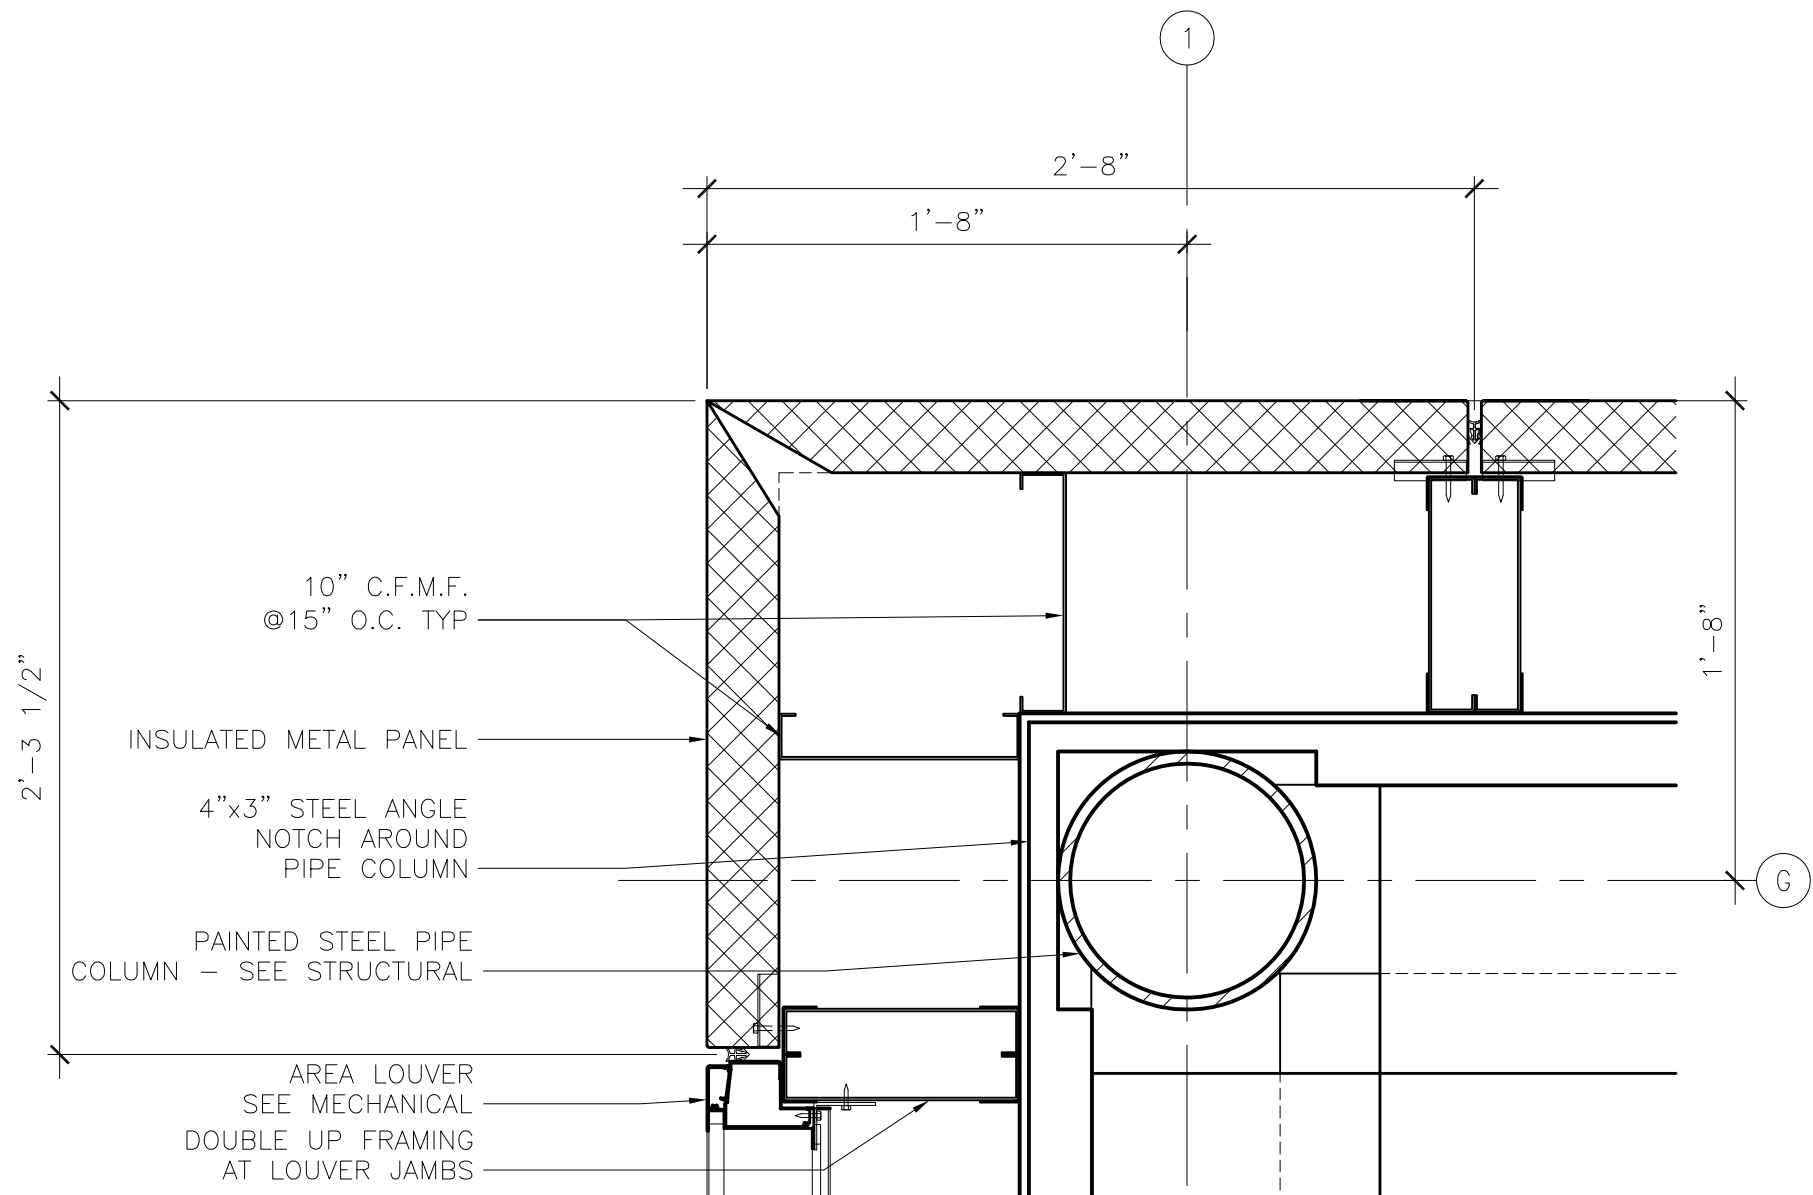 1
2’–8”
1’–8”
10” C.F.M.F.
@15” O.C. TYP
1’–8”
2’–3 1/2”
INSULATED METAL PANEL
4”x3” STEEL ANGLE
NOTCH AROUND
PIPE COLUMN
G
PAINTED STEEL PIPE
COLUMN – SEE STRUCTURAL
AREA LOUVER
SEE MECHANICAL
DOUBLE UP FRAMING
AT LOUVER JAMBS